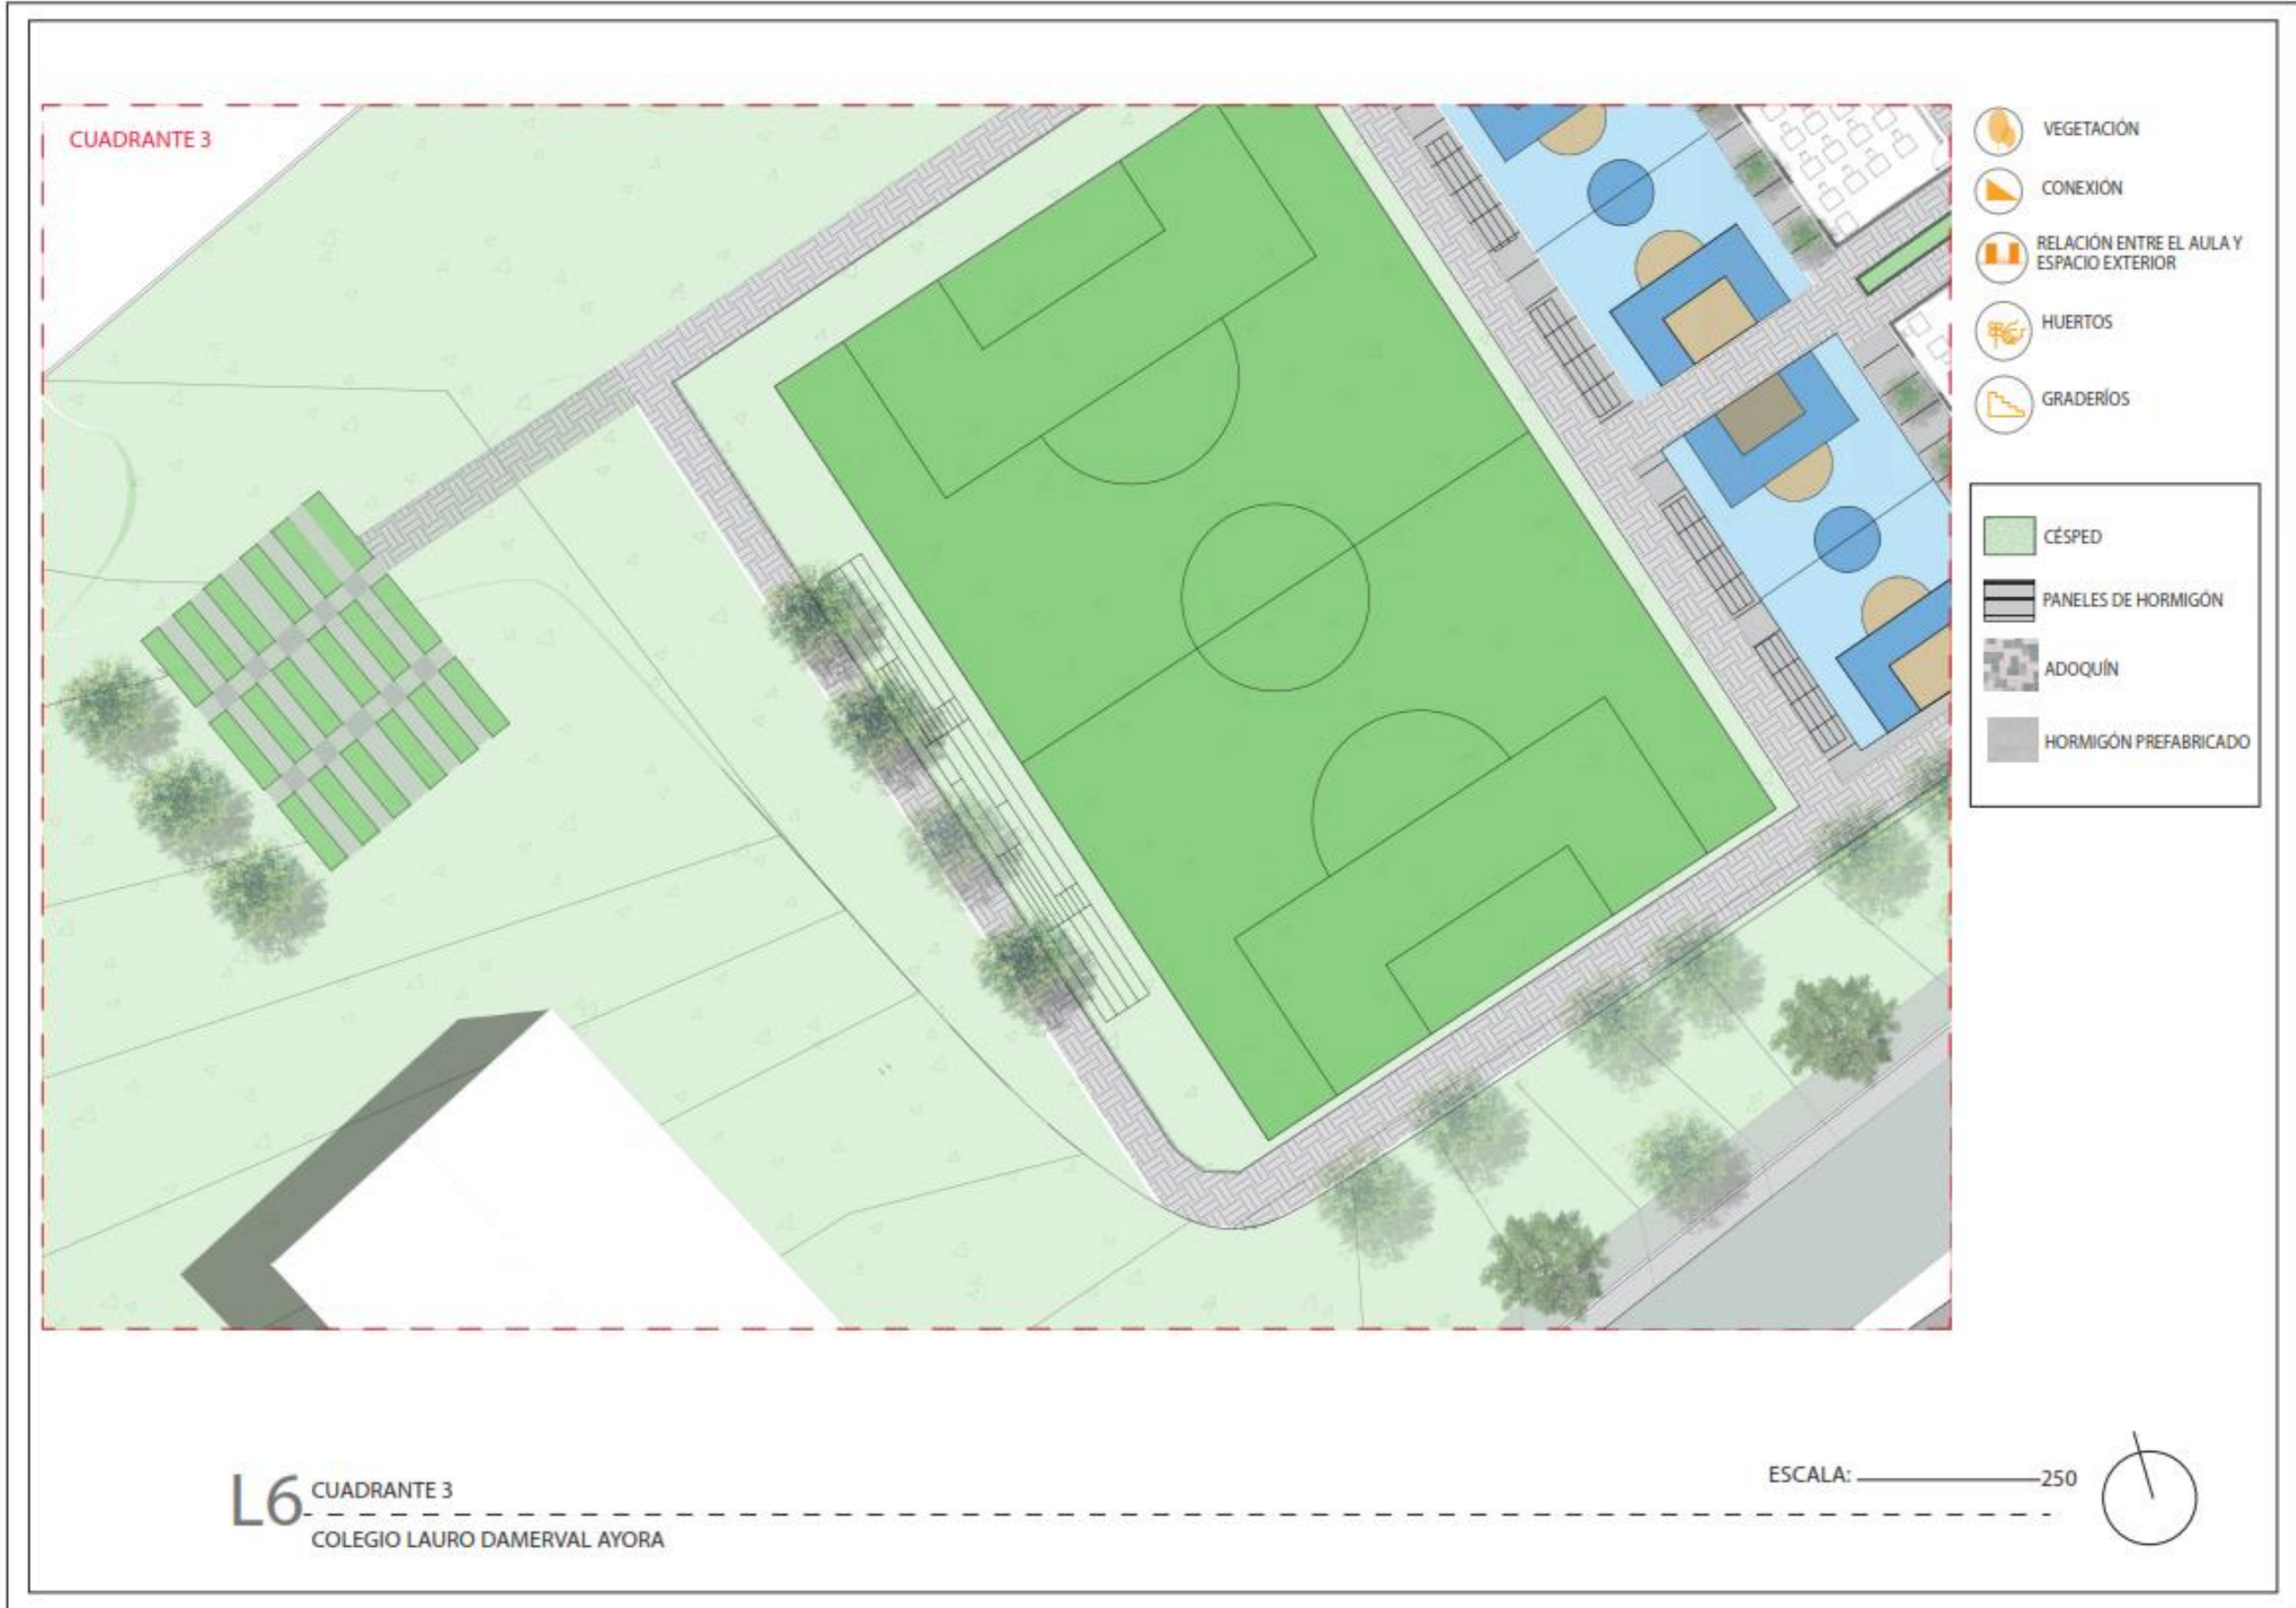 CUADRANTE 3
VEGETACIÓN
CONEXIÓN
RELACIÓN ENTRE EL AULA Y
ESPACIO EXTERIOR
HUERTOS
GRADERÍOS
CÉSPED
PANELES DE HORMIGÓN
ADOQUÍN
HORMIGÓN PREFABRICADO
L6
CUADRANTE 3
COLEGIO LAURO DAMERVAL AYORA
ESCALA: 250